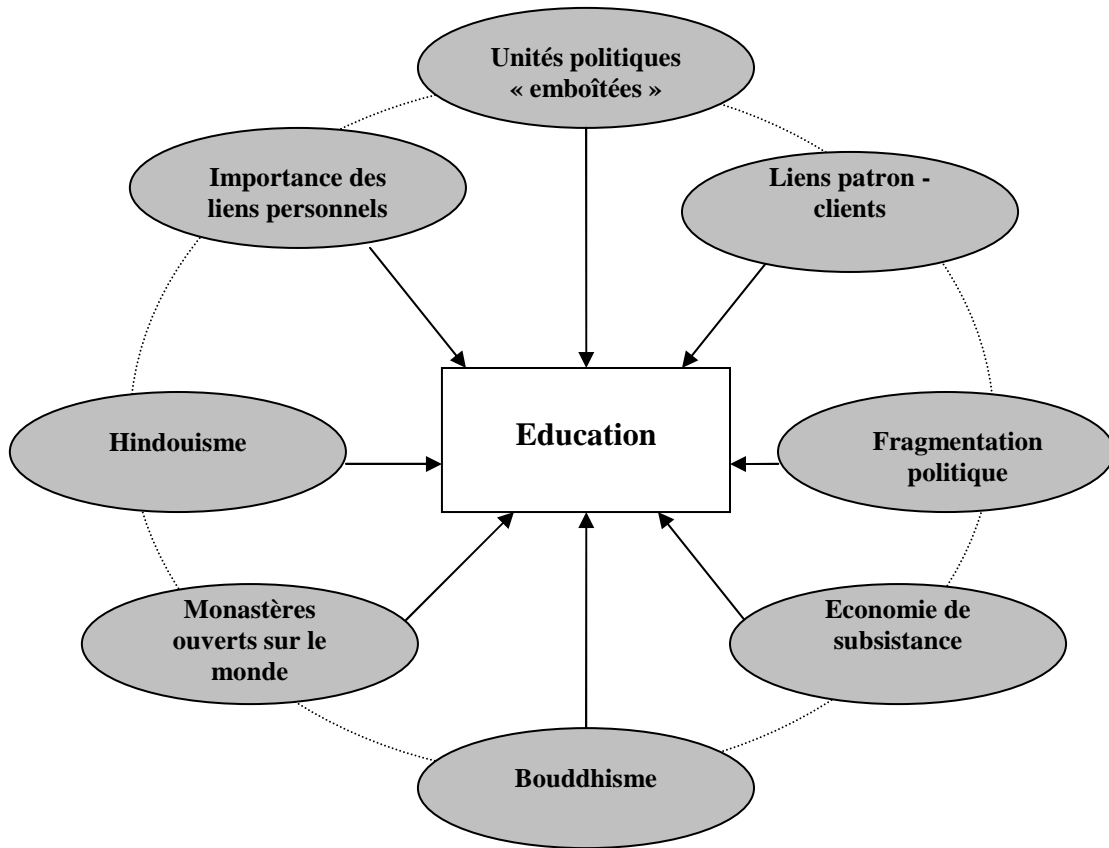 Unités politiques
« emboîtées »
Importance des
liens personnels
Liens patron -
clients
Hindouisme
Education
Fragmentation
politique
Monastères
ouverts sur le
monde
Economie de
subsistance
Bouddhisme